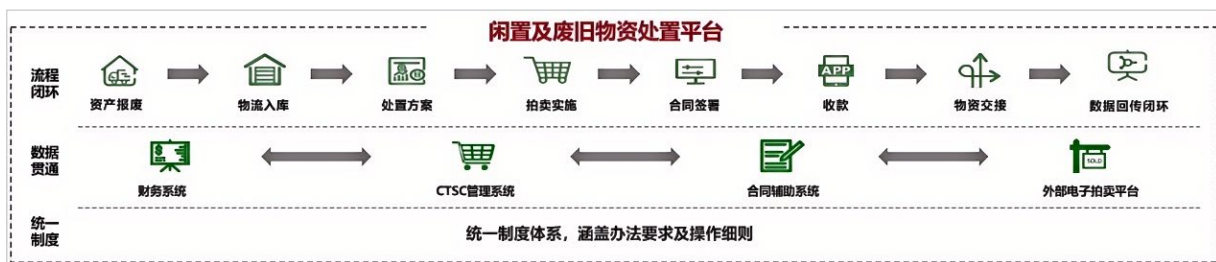 闲置及废旧物资处置平台
流程
闭环
资产报废
物流入库
处置方案
拍卖实施
合同签署
APP
收款
物资交接
数据回传闭环
数据
贯通
财务系统
CTSC管理系统
合同辅助系统
SOLD
外部电子拍卖平台
统一
制度
统一制度体系，涵盖办法要求及操作细则